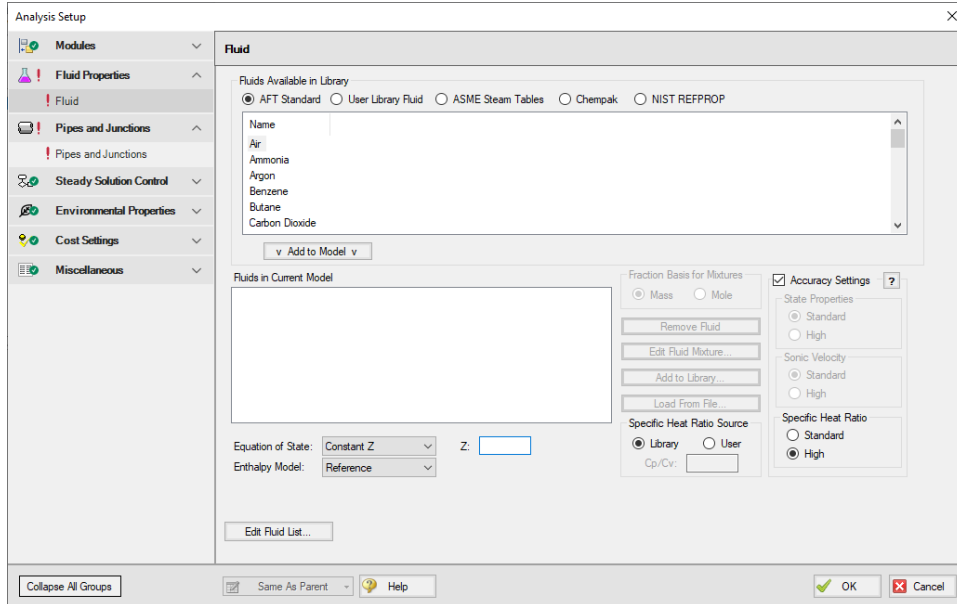 Analysis Setup
Modules
Fluid Properties
Fluid
Pipes and Junctions
Pipes and Junctions
Steady Solution Control
Environmental Properties
Cost Settings
Miscellaneous
Collapse All Groups
Fluid
Fluids Available in Library
AFT Standard User Library Fluid ASME Steam Tables Chempak NIST REFPROP
Name
Air
Ammonia
Argon
Benzene
Butane
Carbon Dioxide
v Add to Model v
Fluids in Current Model
Equation of State: Constant Z Z:
Enthalpy Model: Reference
Edit Fluid List...
Fraction Basis for Mixtures
Mass Mole
Remove Fluid
Edit Fluid Mixture...
Add to Library...
Load From File...
Specific Heat Ratio Source
Library User
Cp/Cv:
Accuracy Settings ?
State Properties
Standard
High
Sonic Velocity
Standard
High
Specific Heat Ratio
Standard
High
Same As Parent Help OK Cancel